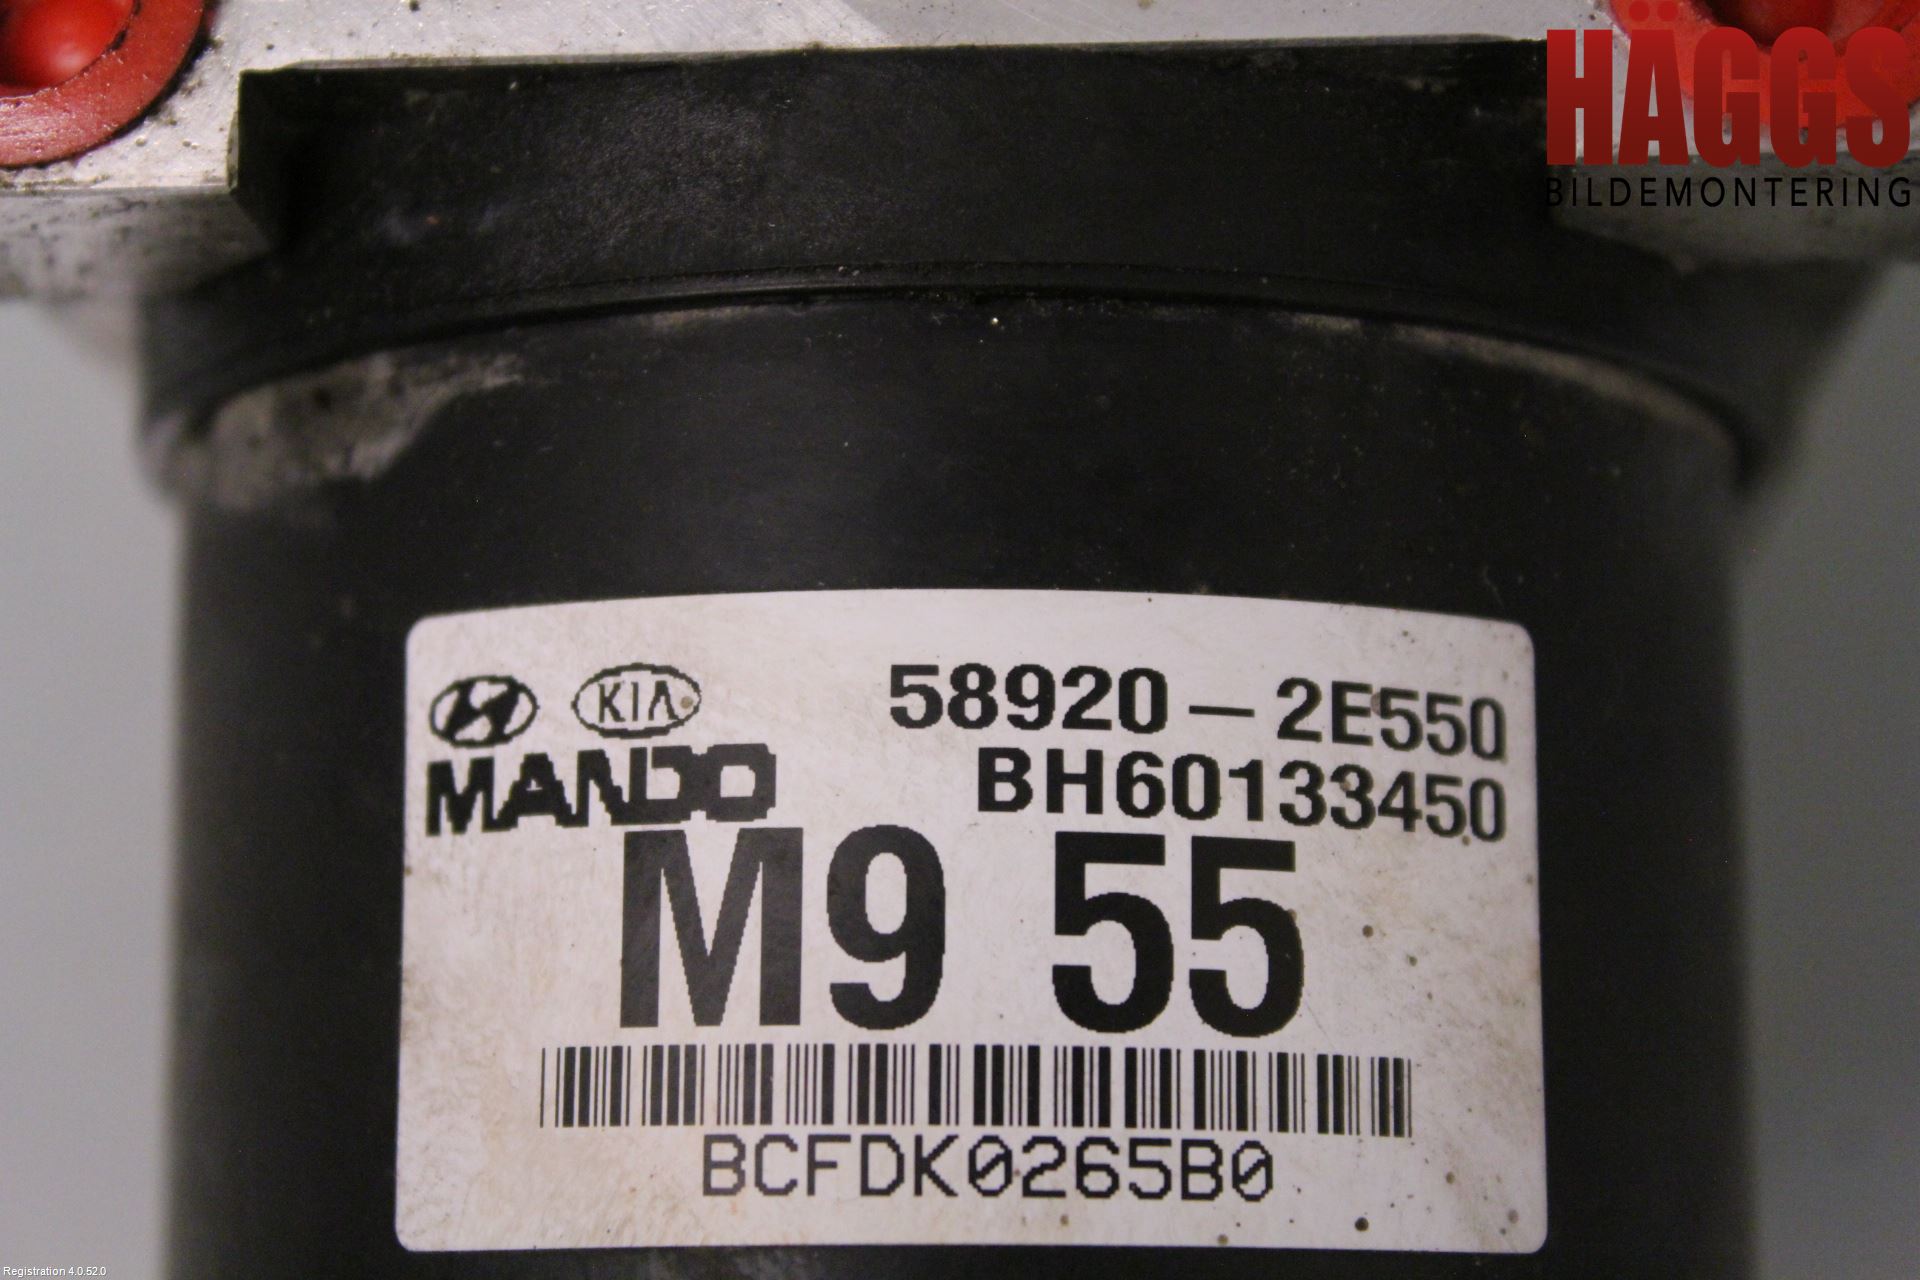 HÄGGS
BILDEMONTERING
KIA 58920-2E550
MANDO BH60133450
M9 55
BCFDK0265B0
Registration 4.0.52.0